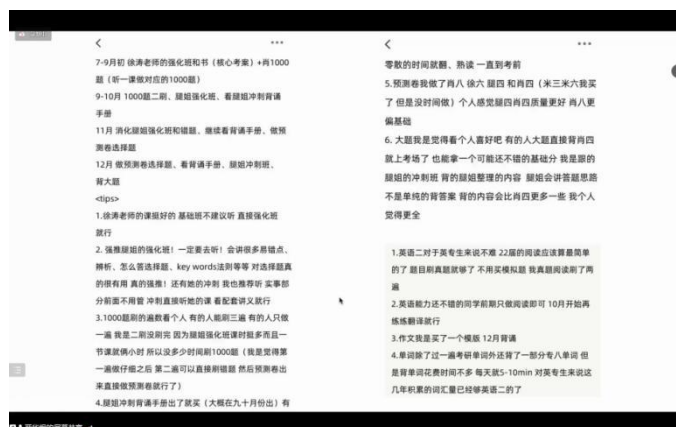 7-9月初 徐涛老师的强化班和书（核心考案）+肖1000
题（听一课做对应的1000题）
9-10月 1000题二刷、腿姐强化班、看腿姐冲刺背诵
手册
11月 消化腿姐强化班和错题、继续看背诵手册、做预
测卷选择题
12月 做预测卷选择题、看背诵手册、腿姐冲刺班、
背大题
<tips>
1.徐涛老师的课挺好的 基础班不建议听 直接强化班
就行
2. 强推腿姐的强化班！一定要去听！会讲很多易错点、
辨析、怎么答选择题、key words法则等等 对选择题真
的很有用 真的强推！还有她的冲刺 我也推荐听 实事部
分前面不用管 冲刺直接听她的课 看配套讲义就行
3.1000题刷的遍数看个人 有的人能刷三遍 有的人只做
一遍 我是二刷没刷完 因为腿姐强化班课时挺多而且一
节课就俩小时 所以没多少时间刷1000题（我是觉得第
一遍做仔细之后 第二遍可以直接刷错题 然后预测卷出
来直接做预测卷就行了）
4.腿姐冲刺背诵手册出了就买（大概在九十月份出）有
零散的时间就翻、熟读 一直到考前
5.预测卷我做了肖八 徐六 腿四 和肖四（米三米六我买
了 但是没时间做）个人感觉腿四肖四质量更好 肖八更
偏基础
6. 大题我是觉得看个人喜好吧 有的人大题直接背肖四
就上考场了 也能拿一个可能还不错的基础分 我是跟的
腿姐的冲刺班 背的腿姐整理的内容 腿姐会讲答题思路
不是单纯的背答案 背的内容会比肖四更多一些 我个人
觉得更全
1.英语二对于英专生来说不难 22届的阅读应该算最简单
的了 题目刷真题就够了 不用买模拟题 我真题阅读刷了两
遍
2.英语能力还不错的同学前期只做阅读即可 10月开始再
练练翻译就行
3.作文我是买了一个模版 12月背诵
4.单词除了过一遍考研单词外还背了一部分专八单词 但
是背单词花费时间不多 每天就5-10min 对英专生来说这
几年积累的词汇量已经够英语二的了
3